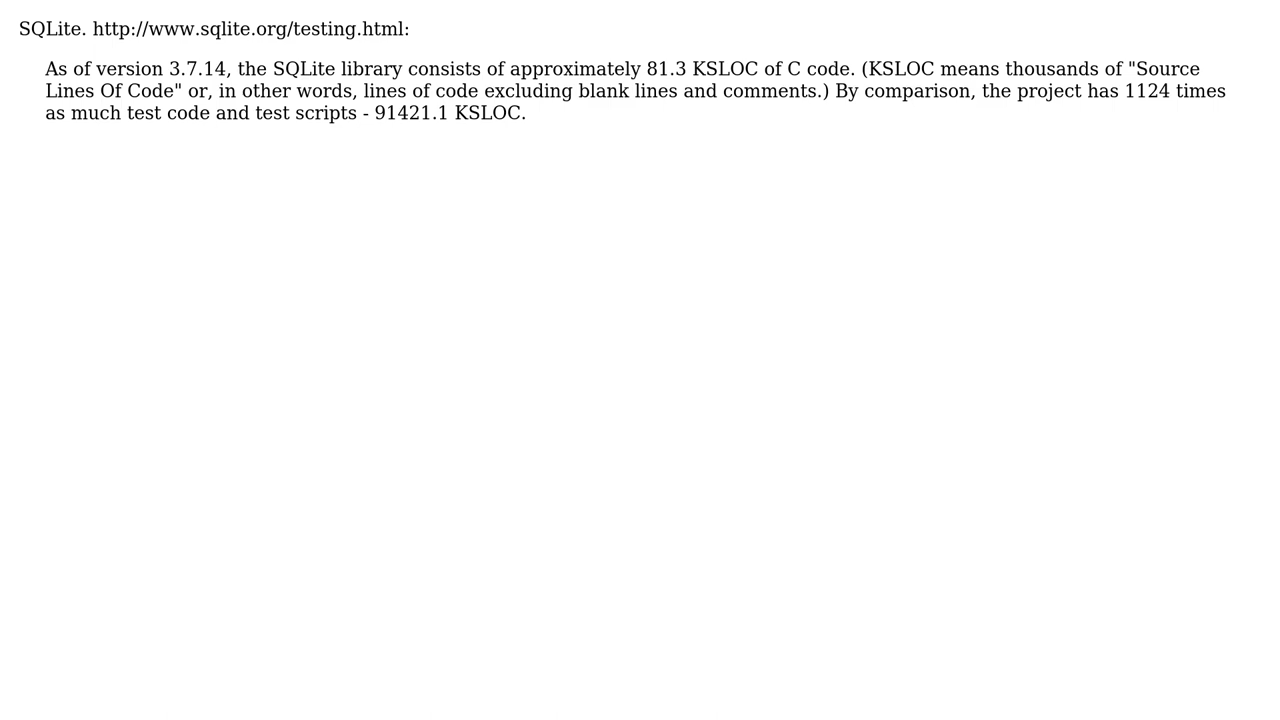 SQLite. http://www.sqlite.org/testing.html:
As of version 3.7.14, the SQLite library consists of approximately 81.3 KSLOC of C code. (KSLOC means thousands of "Source
Lines Of Code" or, in other words, lines of code excluding blank lines and comments.) By comparison, the project has 1124 times
as much test code and test scripts - 91421.1 KSLOC.